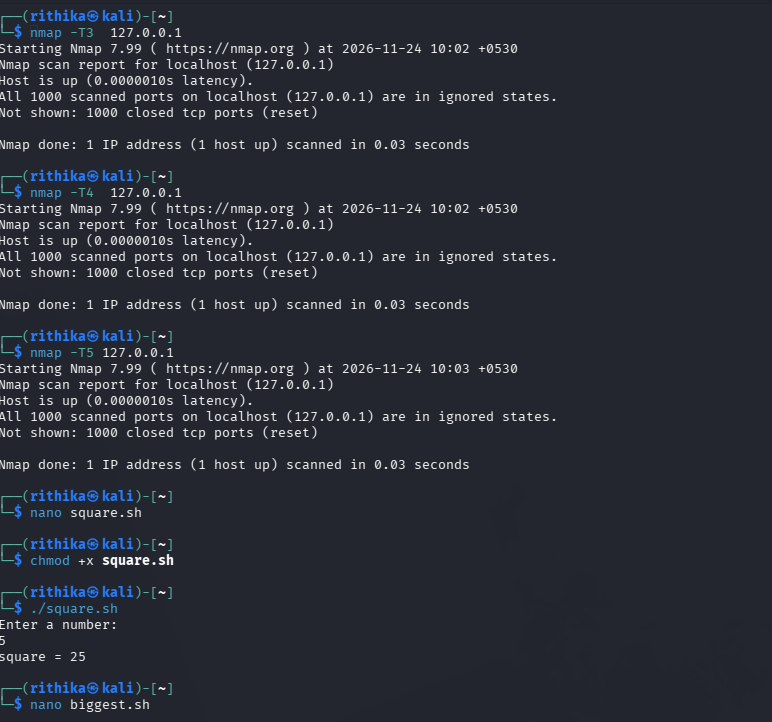 ┌──(rithika㉿kali)-[~]
└─$ nmap -T3  127.0.0.1
Starting Nmap 7.99 ( https://nmap.org ) at 2026-11-24 10:02 +0530
Nmap scan report for localhost (127.0.0.1)
Host is up (0.0000010s latency).
All 1000 scanned ports on localhost (127.0.0.1) are in ignored states.
Not shown: 1000 closed tcp ports (reset)

Nmap done: 1 IP address (1 host up) scanned in 0.03 seconds

┌──(rithika㉿kali)-[~]
└─$ nmap -T4  127.0.0.1
Starting Nmap 7.99 ( https://nmap.org ) at 2026-11-24 10:02 +0530
Nmap scan report for localhost (127.0.0.1)
Host is up (0.0000010s latency).
All 1000 scanned ports on localhost (127.0.0.1) are in ignored states.
Not shown: 1000 closed tcp ports (reset)

Nmap done: 1 IP address (1 host up) scanned in 0.03 seconds

┌──(rithika㉿kali)-[~]
└─$ nmap -T5 127.0.0.1
Starting Nmap 7.99 ( https://nmap.org ) at 2026-11-24 10:03 +0530
Nmap scan report for localhost (127.0.0.1)
Host is up (0.0000010s latency).
All 1000 scanned ports on localhost (127.0.0.1) are in ignored states.
Not shown: 1000 closed tcp ports (reset)

Nmap done: 1 IP address (1 host up) scanned in 0.03 seconds

┌──(rithika㉿kali)-[~]
└─$ nano square.sh

┌──(rithika㉿kali)-[~]
└─$ chmod +x square.sh

┌──(rithika㉿kali)-[~]
└─$ ./square.sh
Enter a number:
5
square = 25

┌──(rithika㉿kali)-[~]
└─$ nano biggest.sh